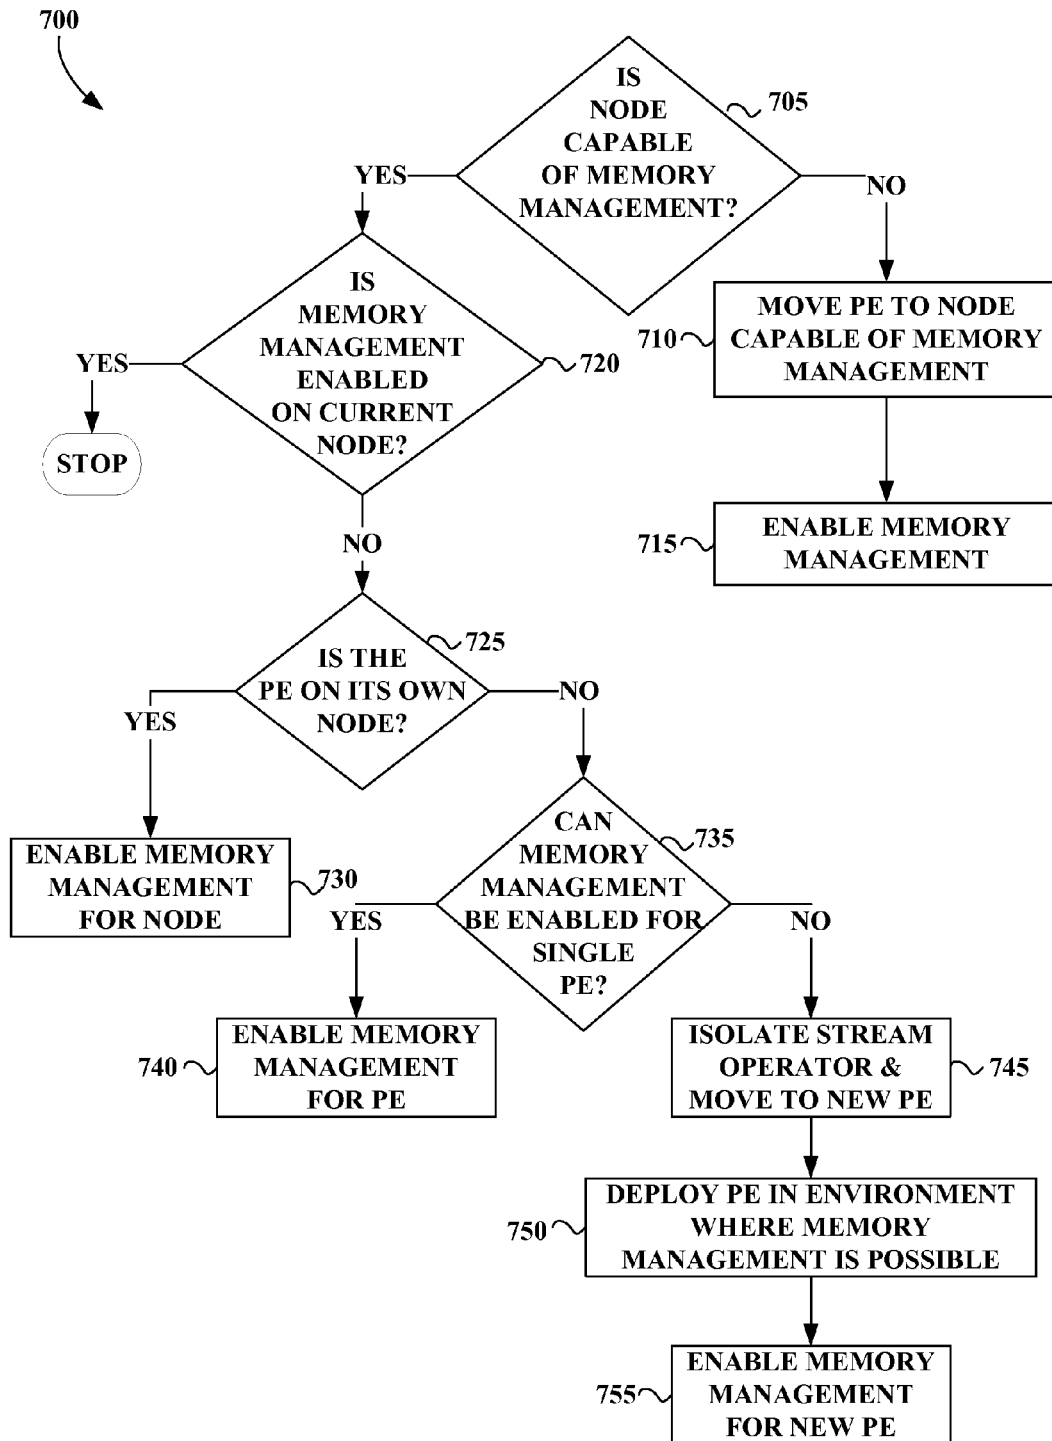 700
IS
NODE
CAPABLE
OF MEMORY
MANAGEMENT?
705
YES
NO
IS
MEMORY
MANAGEMENT
ENABLED
ON CURRENT
NODE?
720
YES
STOP
710
MOVE PE TO NODE
CAPABLE OF MEMORY
MANAGEMENT
NO
715
ENABLE MEMORY
MANAGEMENT
725
IS THE
PE ON ITS OWN
NODE?
YES
NO
ENABLE MEMORY
MANAGEMENT
FOR NODE
730
CAN
MEMORY
MANAGEMENT
BE ENABLED FOR
SINGLE
PE?
735
YES
NO
740
ENABLE MEMORY
MANAGEMENT
FOR PE
ISOLATE STREAM
OPERATOR &
MOVE TO NEW PE
745
750
DEPLOY PE IN ENVIRONMENT
WHERE MEMORY
MANAGEMENT IS POSSIBLE
755
ENABLE MEMORY
MANAGEMENT
FOR NEW PE